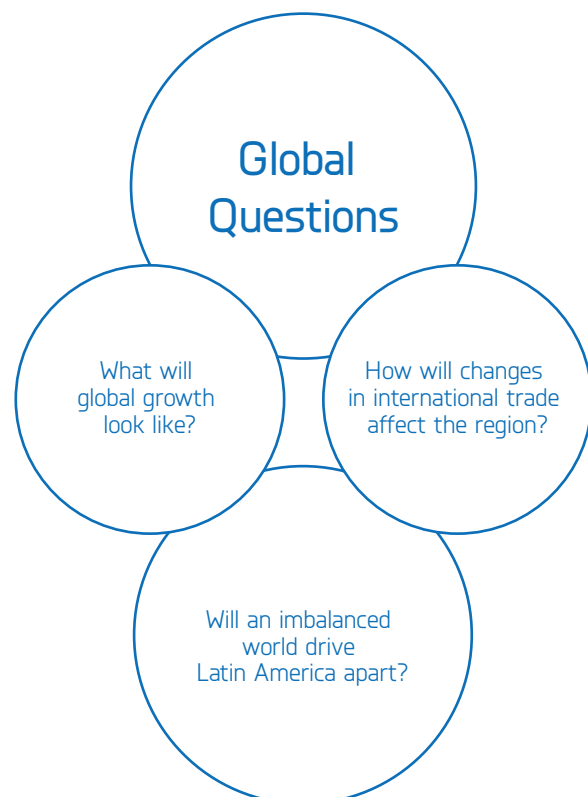 Global
Questions
What will
global growth
look like?
How will changes
in international trade
affect the region?
Will an imbalanced
world drive
Latin America apart?